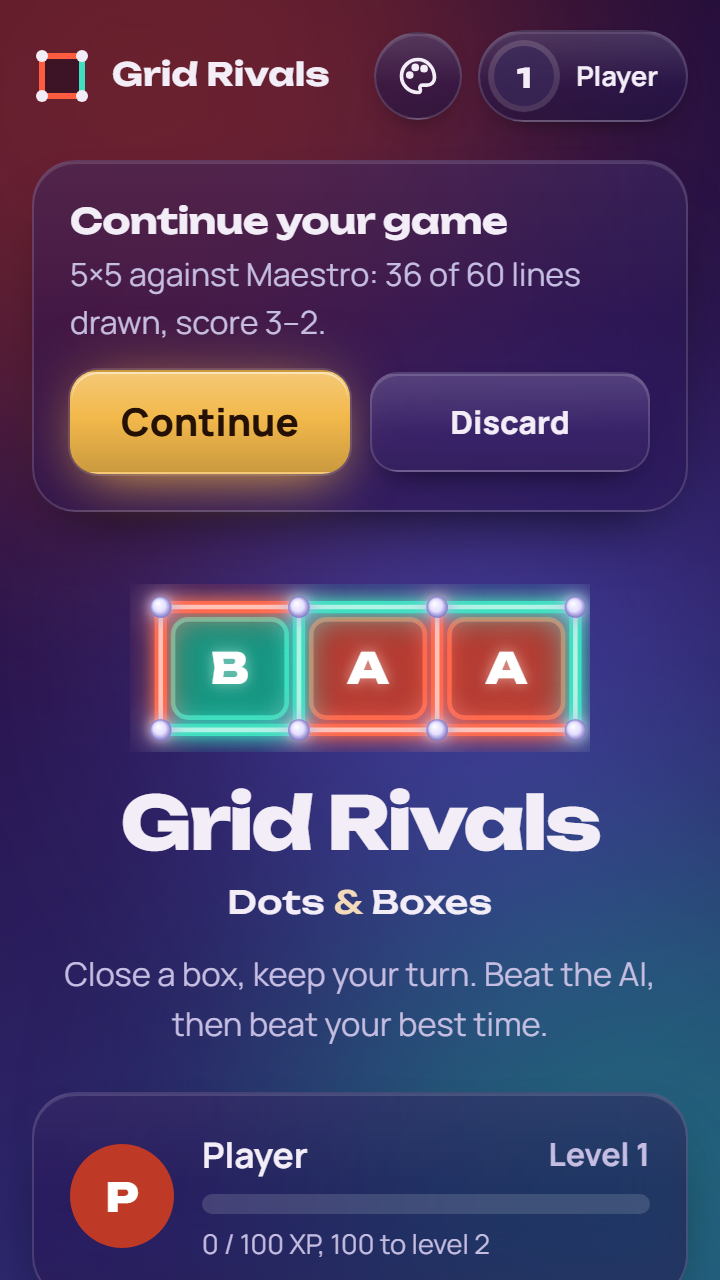 Grid Rivals
1 Player
Continue your game
5×5 against Maestro: 36 of 60 lines
drawn, score 3–2.
Continue
Discard
B A A
Grid Rivals
Dots & Boxes
Close a box, keep your turn. Beat the AI,
then beat your best time.
P
Player
Level 1
0 / 100 XP, 100 to level 2